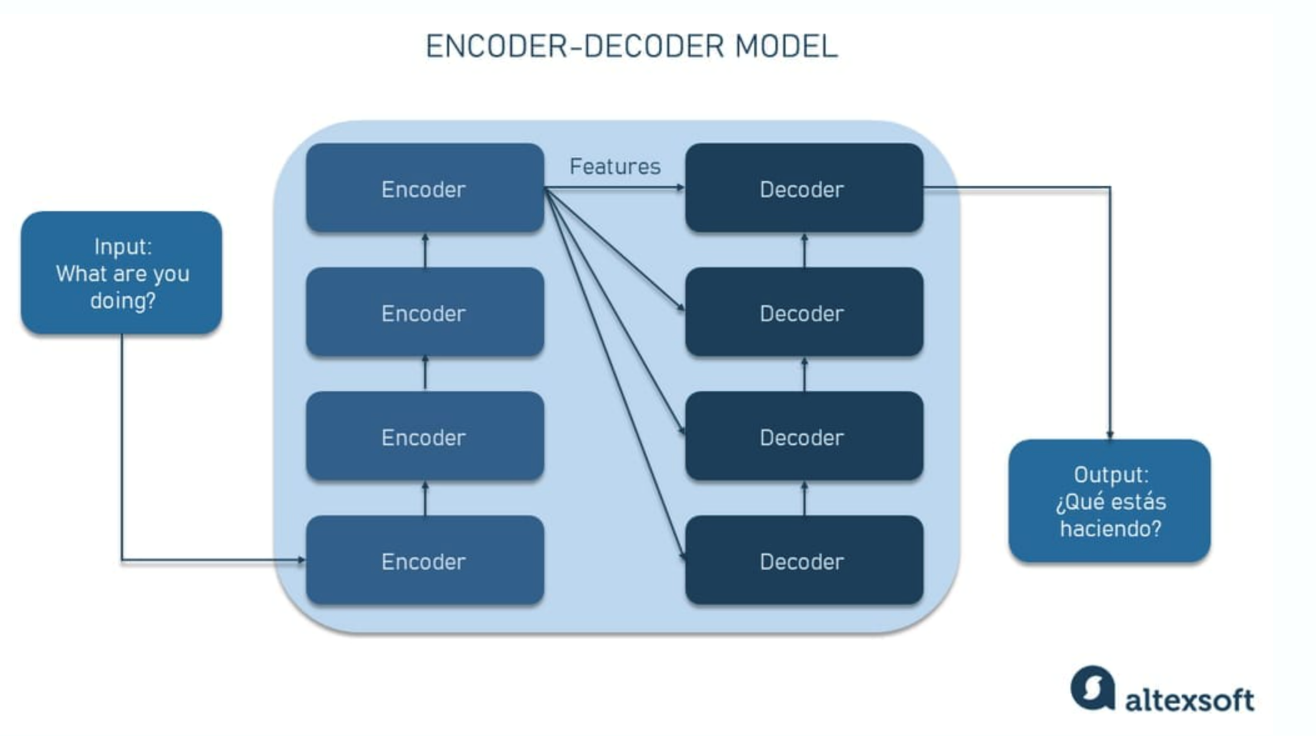 ENCODER-DECODER MODEL
Input:
What are you
doing?
Encoder
Encoder
Encoder
Encoder
Features
Decoder
Decoder
Decoder
Decoder
Output:
¿Qué estás
haciendo?
altexsoft